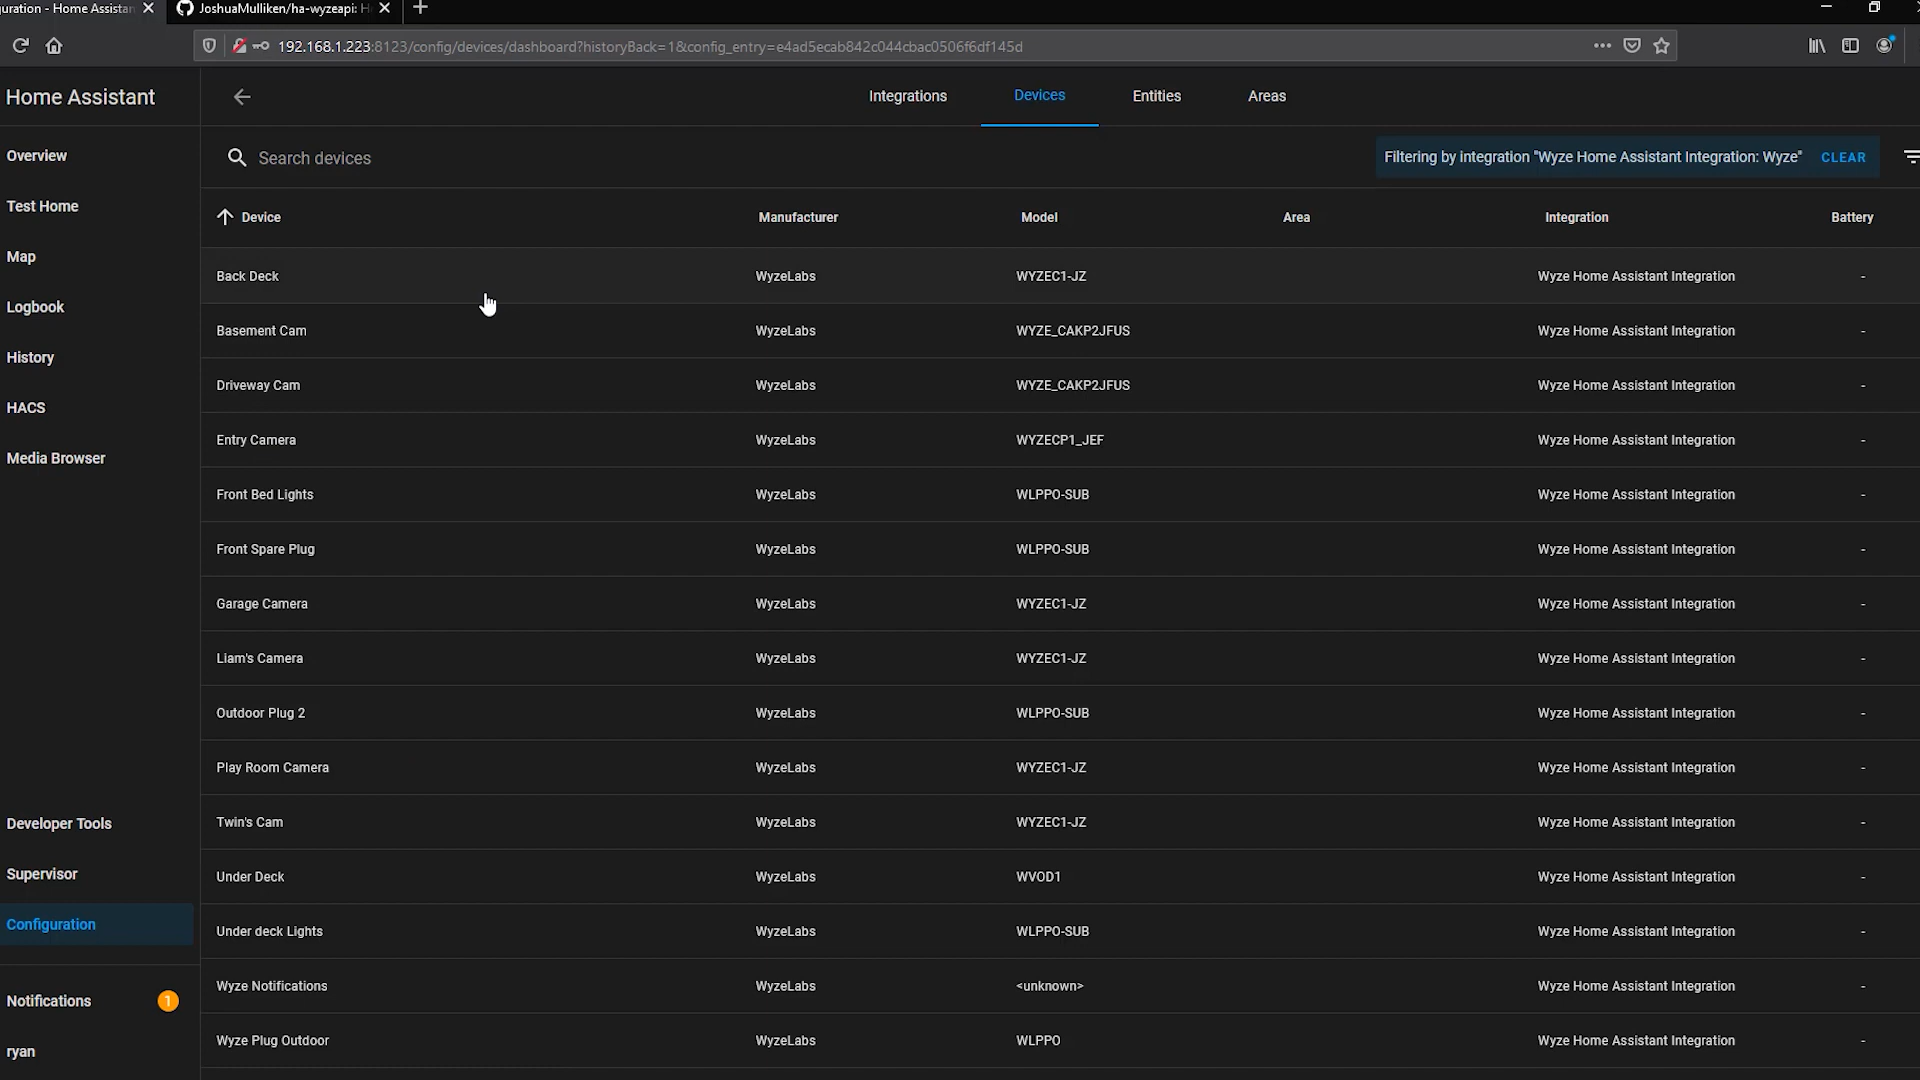 uration - Home Assistan
JoshuaMulliken/ha-wyzeapi: H
192.168.1.223:8123/config/devices/dashboard?historyBack=1&config_entry=e4ad5ecab842c044cbac0506f6df145d
Home Assistant
Integrations Devices Entities Areas
Overview
Test Home
Map
Logbook
History
HACS
Media Browser
Developer Tools
Supervisor
Configuration
Notifications 1
ryan
Search devices
Filtering by integration "Wyze Home Assistant Integration: Wyze" CLEAR
Device Manufacturer Model Area Integration Battery
Back Deck WyzeLabs WYZEC1-JZ Wyze Home Assistant Integration -
Basement Cam WyzeLabs WYZE_CAKP2JFUS Wyze Home Assistant Integration -
Driveway Cam WyzeLabs WYZE_CAKP2JFUS Wyze Home Assistant Integration -
Entry Camera WyzeLabs WYZECP1_JEF Wyze Home Assistant Integration -
Front Bed Lights WyzeLabs WLPPO-SUB Wyze Home Assistant Integration -
Front Spare Plug WyzeLabs WLPPO-SUB Wyze Home Assistant Integration -
Garage Camera WyzeLabs WYZEC1-JZ Wyze Home Assistant Integration -
Liam's Camera WyzeLabs WYZEC1-JZ Wyze Home Assistant Integration -
Outdoor Plug 2 WyzeLabs WLPPO-SUB Wyze Home Assistant Integration -
Play Room Camera WyzeLabs WYZEC1-JZ Wyze Home Assistant Integration -
Twin's Cam WyzeLabs WYZEC1-JZ Wyze Home Assistant Integration -
Under Deck WyzeLabs WVOD1 Wyze Home Assistant Integration -
Under deck Lights WyzeLabs WLPPO-SUB Wyze Home Assistant Integration -
Wyze Notifications WyzeLabs <unknown> Wyze Home Assistant Integration -
Wyze Plug Outdoor WyzeLabs WLPPO Wyze Home Assistant Integration -